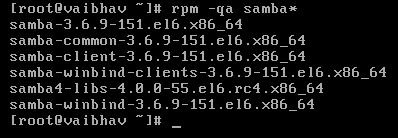 [root@vaibhav ~]# rpm -qa samba*
samba-3.6.9-151.el6.x86_64
samba-common-3.6.9-151.el6.x86_64
samba-client-3.6.9-151.el6.x86_64
samba-winbind-clients-3.6.9-151.el6.x86_64
samba4-libs-4.0.0-55.el6.rc4.x86_64
samba-winbind-3.6.9-151.el6.x86_64
[root@vaibhav ~]# _